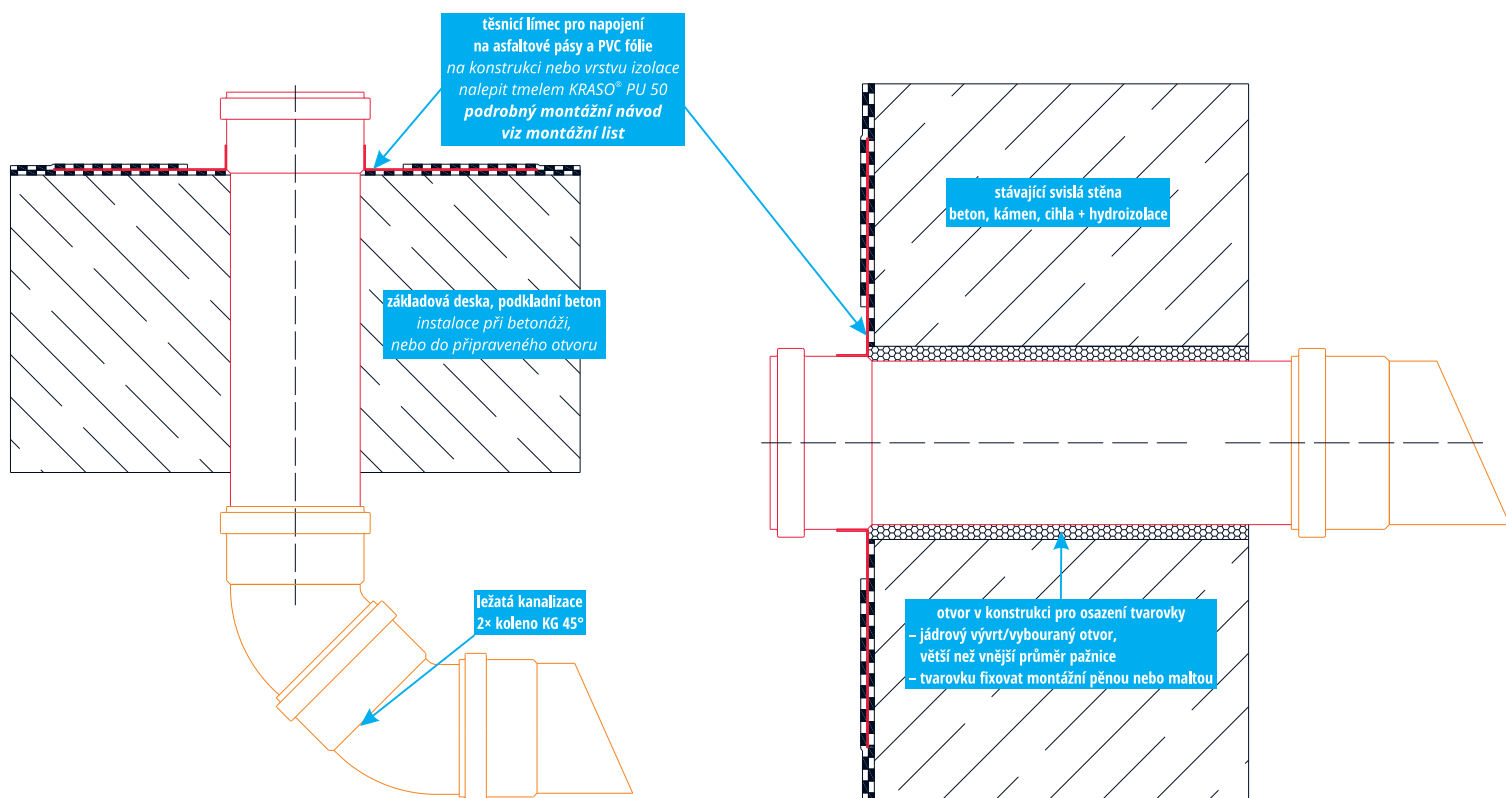 těsnicí límec pro napojení
na asfaltové pásy a PVC fólie
na konstrukci nebo vrstvu izolace
nalepit tmelem KRASO® PU 50
podrobný montážní návod
viz montážní list
stávající svislá stěna
beton, kámen, cihla + hydroizolace
základová deska, podkladní beton
instalace při betonáži,
nebo do připraveného otvoru
ležatá kanalizace
2× koleno KG 45°
otvor v konstrukci pro osazení tvarovky
– jádrový vývrt/vybouraný otvor,
větší než vnější průměr pažnice
– tvarovku fixovat montážní pěnou nebo maltou